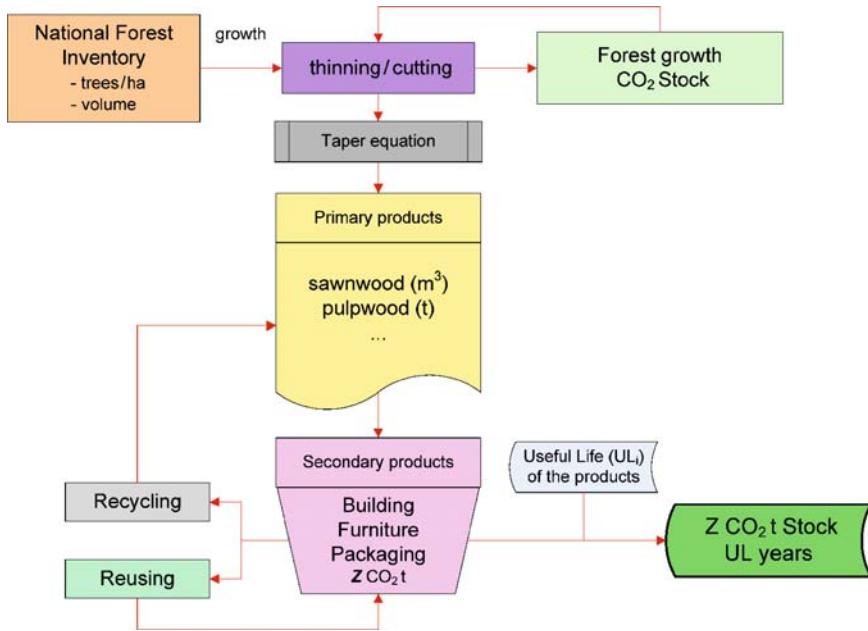 National Forest
Inventory
- trees/ha
- volume
growth
thinning/cutting
Forest growth
CO₂ Stock
Taper equation
Primary products
sawnwood (m³)
pulpwood (t)
...
Secondary products
Building
Furniture
Packaging
Z CO₂ t
Useful Life (ULᵢ)
of the products
Recycling
Reusing
Z CO₂ t Stock
UL years